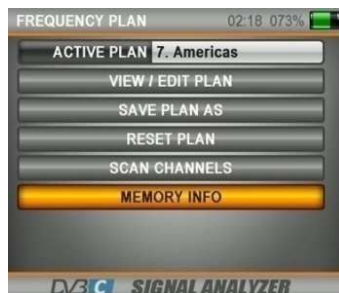 FREQUENCY PLAN 02:18 073%
ACTIVE PLAN 7. Americas
VIEW / EDIT PLAN
SAVE PLAN AS
RESET PLAN
SCAN CHANNELS
MEMORY INFO
DVB C SIGNAL ANALYZER